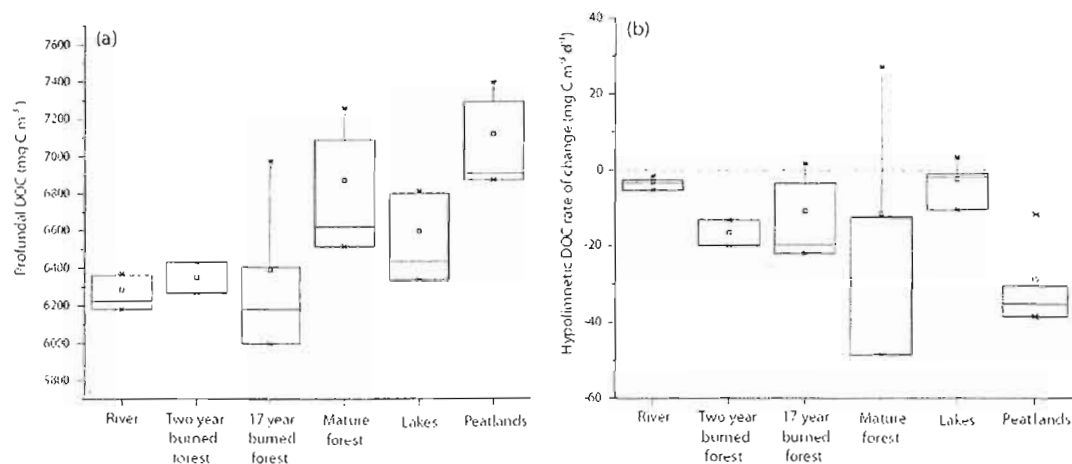 (a)
Profundal DOC (mg C m⁻³)
7600
7400
7200
7000
6800
6600
6400
6200
6000
5800
River
Two year
burned
forest
17 year
burned forest
Mature
forest
Lakes
Peatlands
(b)
Hypolimnetic DOC rate of change (mg C m⁻³ d⁻¹)
40
20
0
-20
-40
-60
River
Two year
burned
forest
17 year
burned forest
Mature
forest
Lakes
Peatlands